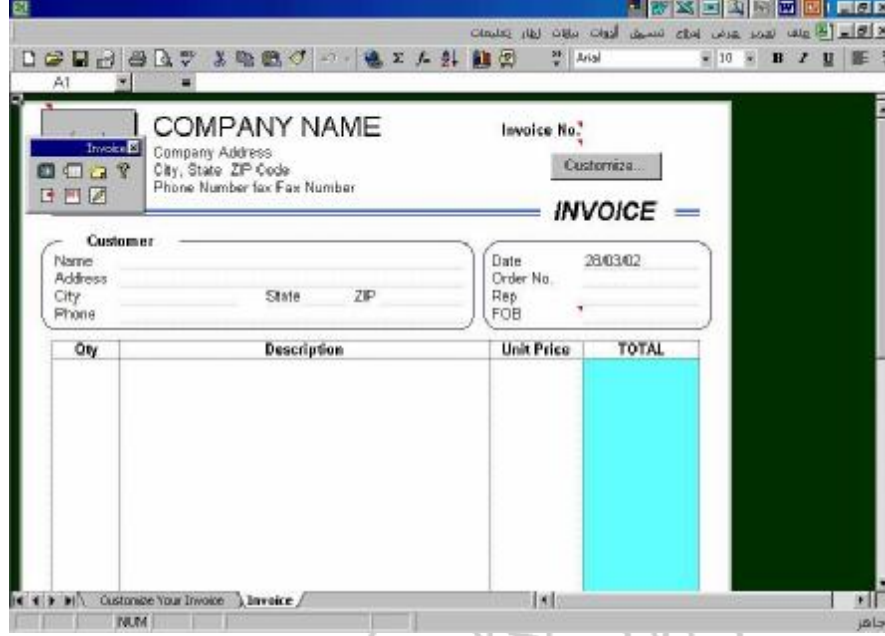 ملف تحرير عرض إدراج تنسيق أدوات بيانات إطار تعليمات
Arial 10 B I U
A1 =
COMPANY NAME
Company Address
City, State ZIP Code
Phone Number fax Fax Number
Invoice No.
Customize...
Invoice
INVOICE
Customer
Name
Address
City State ZIP
Phone
Date 28/03/02
Order No.
Rep
FOB
Qty Description Unit Price TOTAL
Customize Your Invoice Invoice
NUM
جاهز